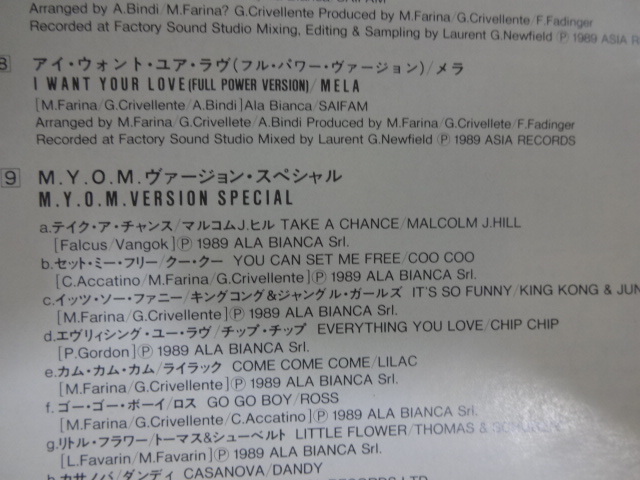 Arranged by A.Bindi/M.Farina? G.Crivellente Produced by M.Farina/G.Crivellente/F.Fadinger
Recorded at Factory Sound Studio Mixing, Editing & Sampling by Laurent G.Newfield Ⓟ 1989 ASIA
8 アイ・ウォント・ユア・ラヴ(フル・パワー・ヴァージョン)/メラ
I WANT YOUR LOVE(FULL POWER VERSION)/MELA
[M.Farina/G.Crivellente/A.Bindi]Ala Bianca/SAIFAM
Arranged by M.Farina/G.Crivellete/A.Bindi Produced by M.Farina/G.Crivellete/F.Fadinger
Recorded at Factory Sound Studio Mixed by Laurent G.Newfield Ⓟ 1989 ASIA RECORDS
9 M.Y.O.M.ヴァージョン・スペシャル
M.Y.O.M.VERSION SPECIAL
a.テイク・ア・チャンス/マルコムJ.ヒル TAKE A CHANCE/MALCOLM J.HILL
[Falcus/Vangok]Ⓟ 1989 ALA BIANCA Srl.
b.セット・ミー・フリー/クー・クー YOU CAN SET ME FREE/COO COO
[C.Accatino/M.Farina/G.Crivellente]Ⓟ 1989 ALA BIANCA Srl.
c.イッツ・ソー・ファニー/キングコング&ジャングル・ガールズ IT'S SO FUNNY/KING KONG & JUN
[M.Farina/G.Crivellente]Ⓟ 1989 ALA BIANCA Srl.
d.エヴリィシング・ユー・ラヴ/チップ・チップ EVERYTHING YOU LOVE/CHIP CHIP
[P.Gordon]Ⓟ 1989 ALA BIANCA Srl.
e.カム・カム・カム/ライラック COME COME COME/LILAC
[M.Farina/G.Crivellente]Ⓟ 1989 ALA BIANCA Srl.
f.ゴー・ゴー・ボーイ/ロス GO GO BOY/ROSS
[M.Farina/G.Crivellente/C.Accatino]Ⓟ 1989 ALA BIANCA Srl.
g.リトル・フラワー/トーマス&シューベルト LITTLE FLOWER/THOMAS &
[L.Favarin/M.Favarin]Ⓟ 1989 ALA BIANCA Srl.
h.カサノバ/ダンディ CASANOVA/DANDY